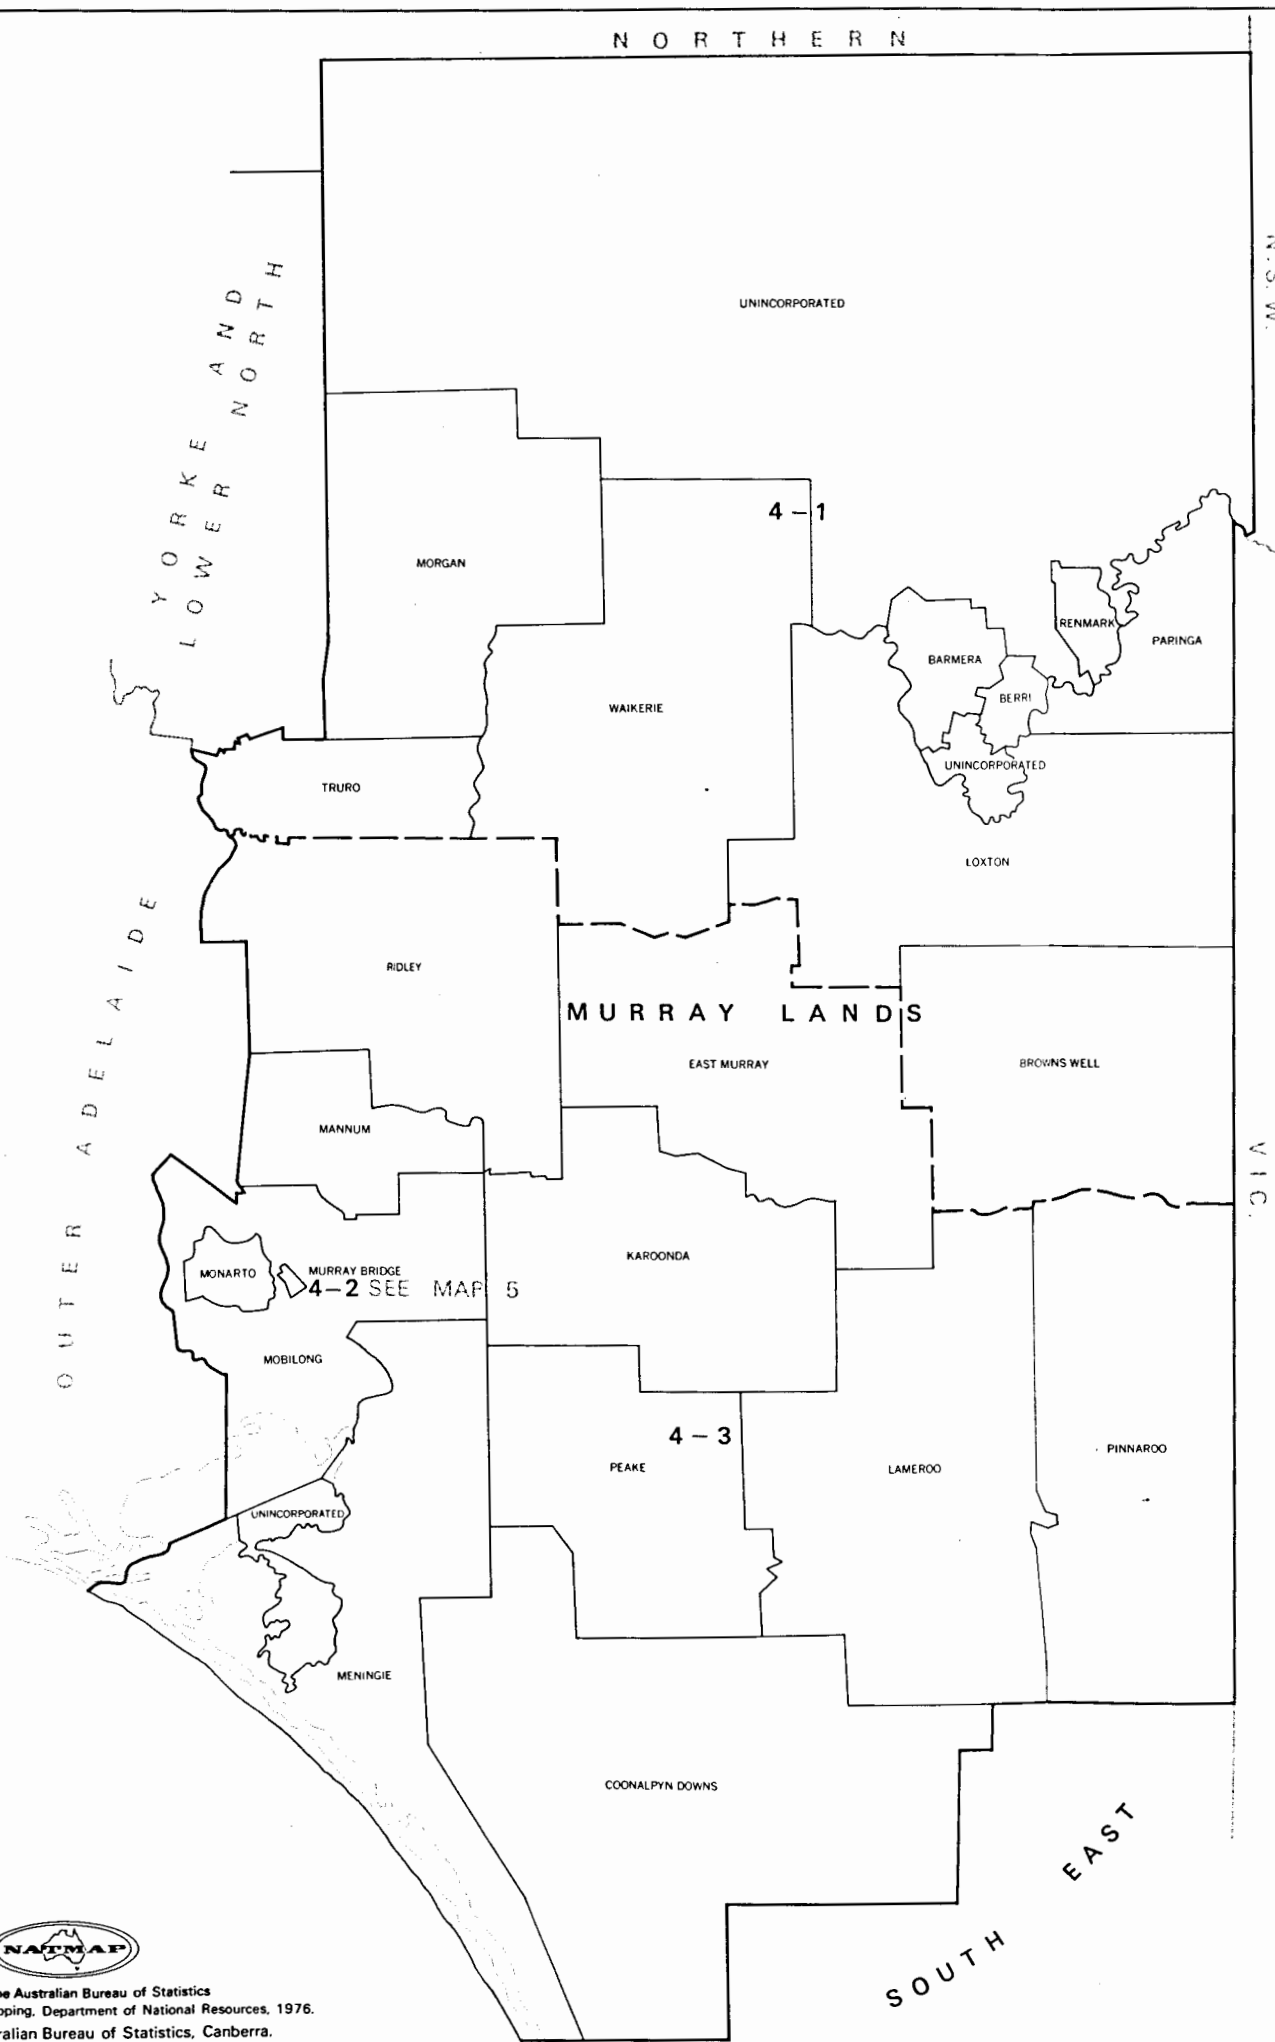 NORTHERN
N.S.W.
YORKE AND
LOWER NORTH
UNINCORPORATED
4-1
MORGAN
RENMARK
PARINGA
BARMERA
BERRI
WAIKERIE
UNINCORPORATED
TRURO
LOXTON
OUTER ADELAIDE
RIDLEY
MURRAY LANDS
EAST MURRAY
BROWNS WELL
MANNUM
VIC.
KAROONDA
MONARTO
MURRAY BRIDGE
4-2 SEE MAP 5
MOBILONG
4-3
PEAKE
LAMEROO
PINNAROO
UNINCORPORATED
MENINGIE
COONALPYN DOWNS
SOUTH EAST
NATMAP
Australian Bureau of Statistics
Department of National Resources, 1976.
Bureau of Statistics, Canberra.